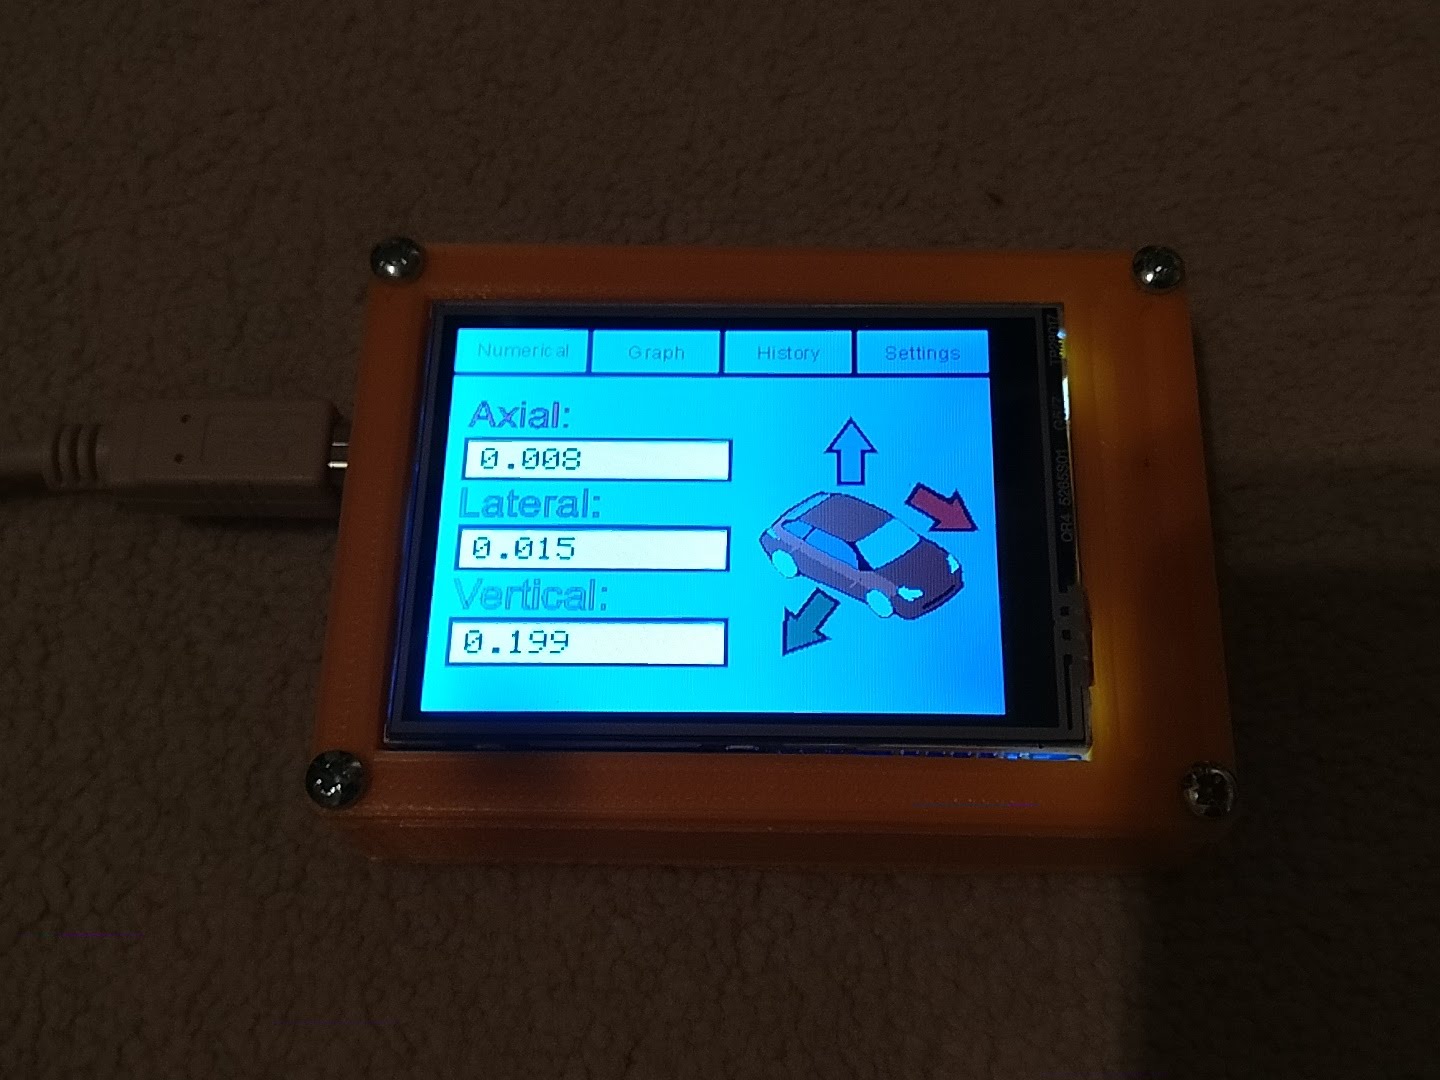 Numerical Graph History Settings
Axial:
0.008
Lateral:
0.015
Vertical:
0.199